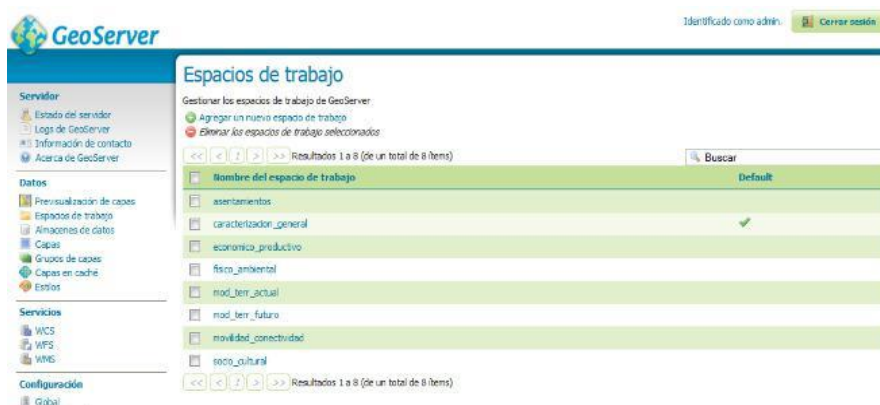 GeoServer
Identificado como admin.
Cerrar sesión
Servidor
Estado del servidor
Logs de GeoServer
Información de contacto
Acerca de GeoServer
Datos
Previsualización de capas
Espacios de trabajo
Almacenes de datos
Capas
Grupos de capas
Capas en caché
Estilos
Servicios
WCS
WFS
WMS
Configuración
Global
Espacios de trabajo
Gestionar los espacios de trabajo de GeoServer
Agregar un nuevo espacio de trabajo
Eliminar los espacios de trabajo seleccionados
<< < 1 > >> Resultados 1 a 8 (de un total de 8 ítems)
Buscar
Nombre del espacio de trabajo Default
asentamientos
caracterizacion_general
economico_productivo
fisico_ambiental
mod_terr_actual
mod_terr_futuro
movilidad_conectividad
socio_cultural
<< < 1 > >> Resultados 1 a 8 (de un total de 8 ítems)